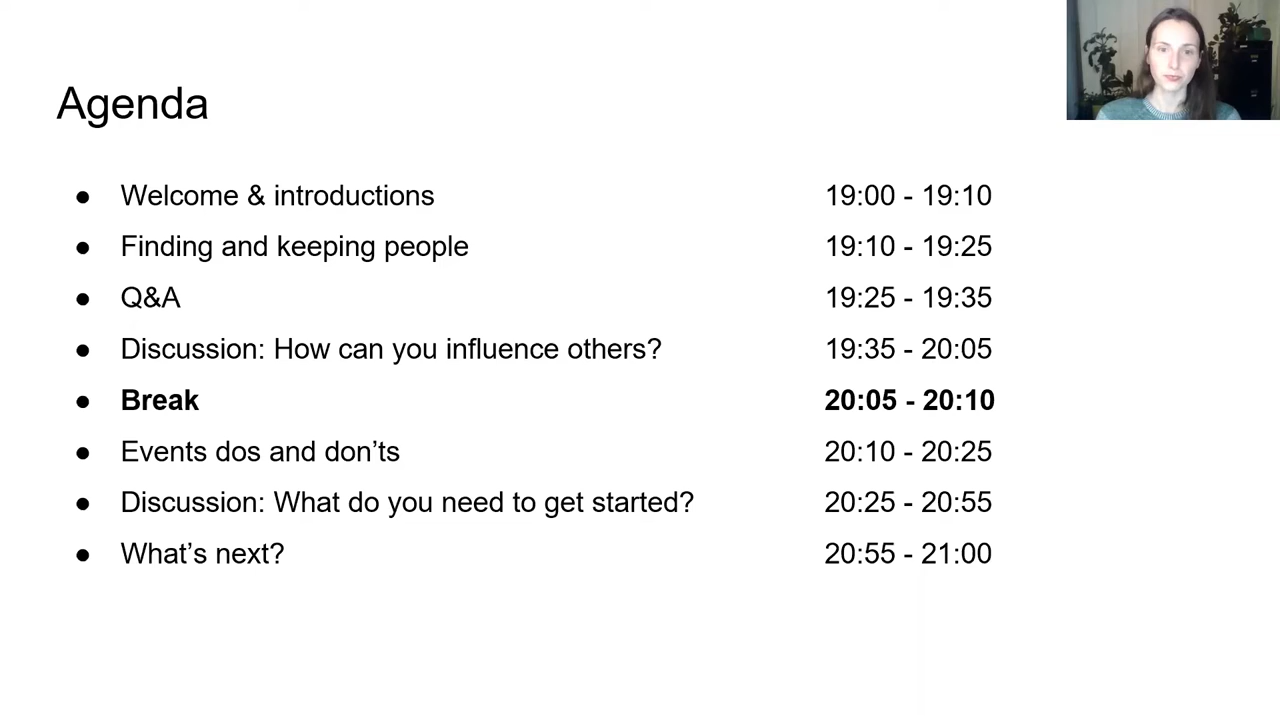 Agenda
● Welcome & introductions 19:00 - 19:10
● Finding and keeping people 19:10 - 19:25
● Q&A 19:25 - 19:35
● Discussion: How can you influence others? 19:35 - 20:05
● Break 20:05 - 20:10
● Events dos and don’ts 20:10 - 20:25
● Discussion: What do you need to get started? 20:25 - 20:55
● What’s next? 20:55 - 21:00